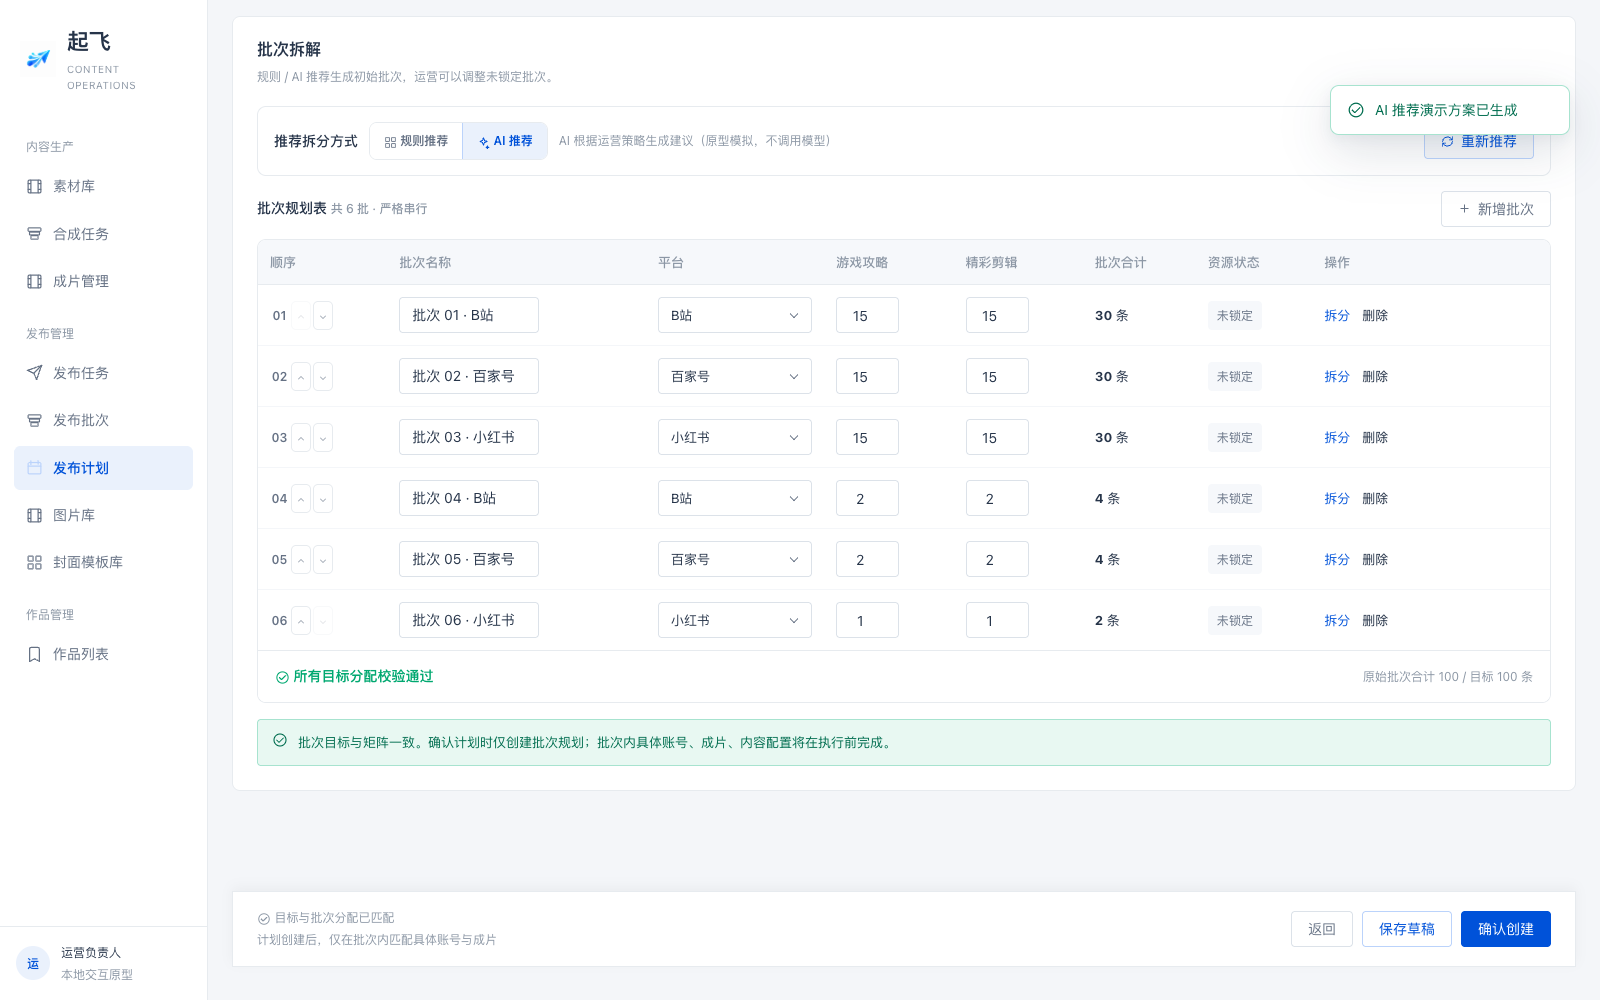 起飞
CONTENT
OPERATIONS
内容生产
素材库
合成任务
成片管理
发布管理
发布任务
发布批次
发布计划
图片库
封面模板库
作品管理
作品列表
运
运营负责人
本地交互原型
批次拆解
规则 / AI 推荐生成初始批次，运营可以调整未锁定批次。
AI 推荐演示方案已生成
推荐拆分方式 规则推荐 AI 推荐 AI 根据运营策略生成建议（原型模拟，不调用模型） 重新推荐
批次规划表 共 6 批 · 严格串行 + 新增批次
顺序 批次名称 平台 游戏攻略 精彩剪辑 批次合计 资源状态 操作
01 批次 01 · B站 B站 15 15 30 条 未锁定 拆分 删除
02 批次 02 · 百家号 百家号 15 15 30 条 未锁定 拆分 删除
03 批次 03 · 小红书 小红书 15 15 30 条 未锁定 拆分 删除
04 批次 04 · B站 B站 2 2 4 条 未锁定 拆分 删除
05 批次 05 · 百家号 百家号 2 2 4 条 未锁定 拆分 删除
06 批次 06 · 小红书 小红书 1 1 2 条 未锁定 拆分 删除
所有目标分配校验通过 原始批次合计 100 / 目标 100 条
批次目标与矩阵一致。确认计划时仅创建批次规划；批次内具体账号、成片、内容配置将在执行前完成。
目标与批次分配已匹配
计划创建后，仅在批次内匹配具体账号与成片
返回 保存草稿 确认创建